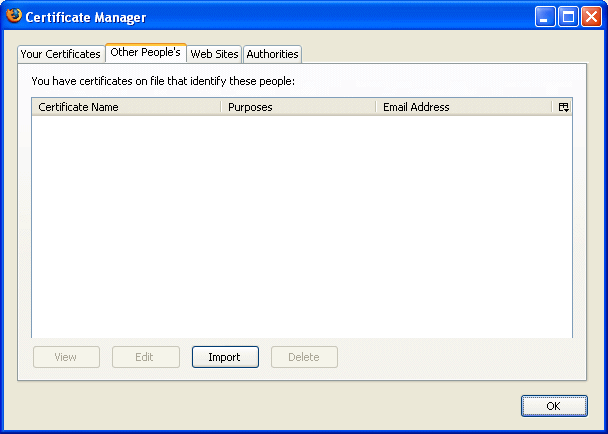 Certificate Manager
Your Certificates Other People's Web Sites Authorities
You have certificates on file that identify these people:
Certificate Name Purposes Email Address
View Edit Import Delete
OK